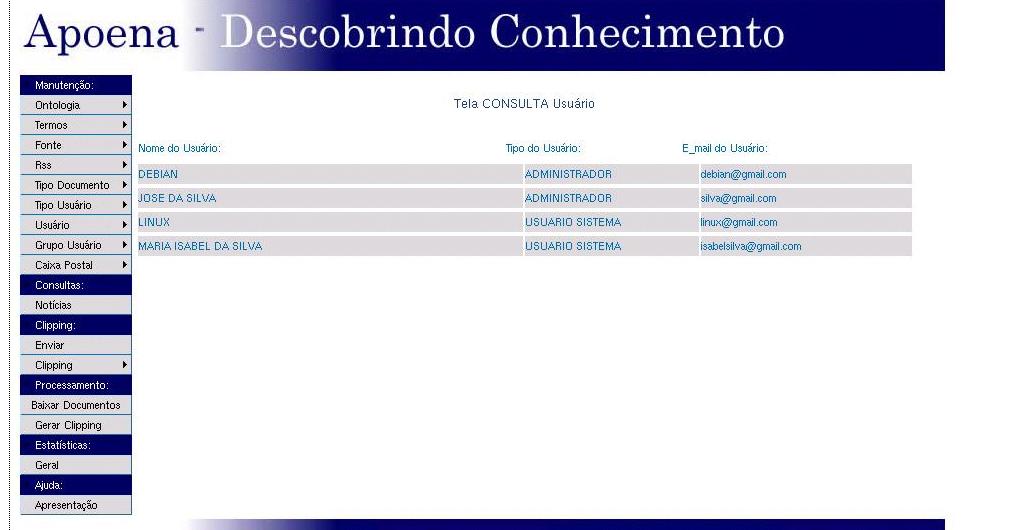 Apoena - Descobrindo Conhecimento
Manutenção:
Ontologia
Termos
Fonte
Rss
Tipo Documento
Tipo Usuário
Usuário
Grupo Usuário
Caixa Postal
Consultas:
Notícias
Clipping:
Enviar
Clipping
Processamento:
Baixar Documentos
Gerar Clipping
Estatísticas:
Geral
Ajuda:
Apresentação
Tela CONSULTA Usuário
Nome do Usuário: Tipo do Usuário: E_mail do Usuário:
DEBIAN ADMINISTRADOR debian@gmail.com
JOSE DA SILVA ADMINISTRADOR silva@gmail.com
LINUX USUARIO SISTEMA linux@gmail.com
MARIA ISABEL DA SILVA USUARIO SISTEMA isabelsilva@gmail.com